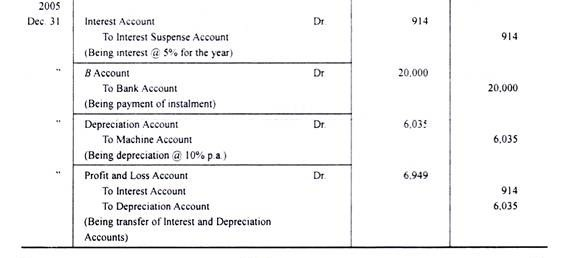 2005
Dec. 31 Interest Account Dr. 914
To Interest Suspense Account 914
(Being interest @ 5% for the year)
" B Account Dr 20,000
To Bank Account 20,000
(Being payment of instalment)
" Depreciation Account Dr. 6,035
To Machine Account 6,035
(Being depreciation @ 10% p.a.)
" Profit and Loss Account Dr. 6,949
To Interest Account 914
To Depreciation Account 6,035
(Being transfer of Interest and Depreciation
Accounts)